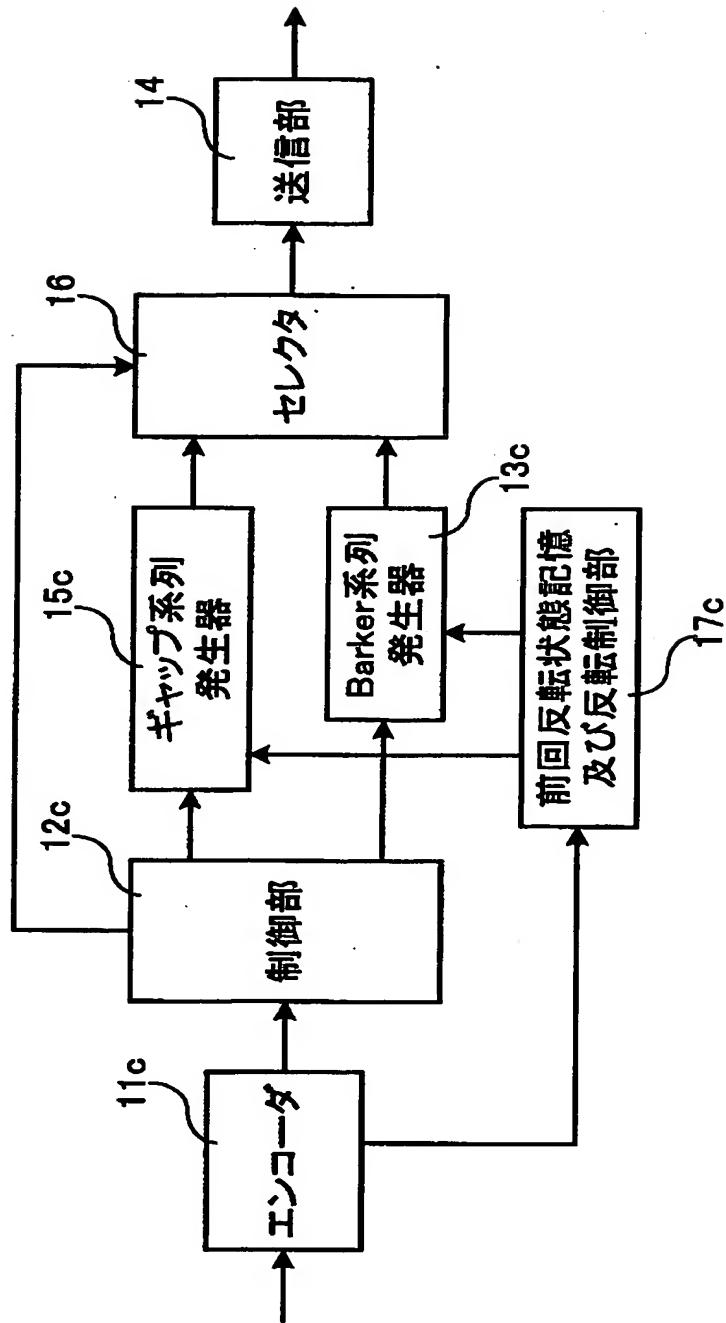 11c
エンコーダ
12c
制御部
15c
ギャップ系列
発生器
13c
Barker系列
発生器
17c
前回反転状態記憶
及び反転制御部
16
セレクタ
14
送信部